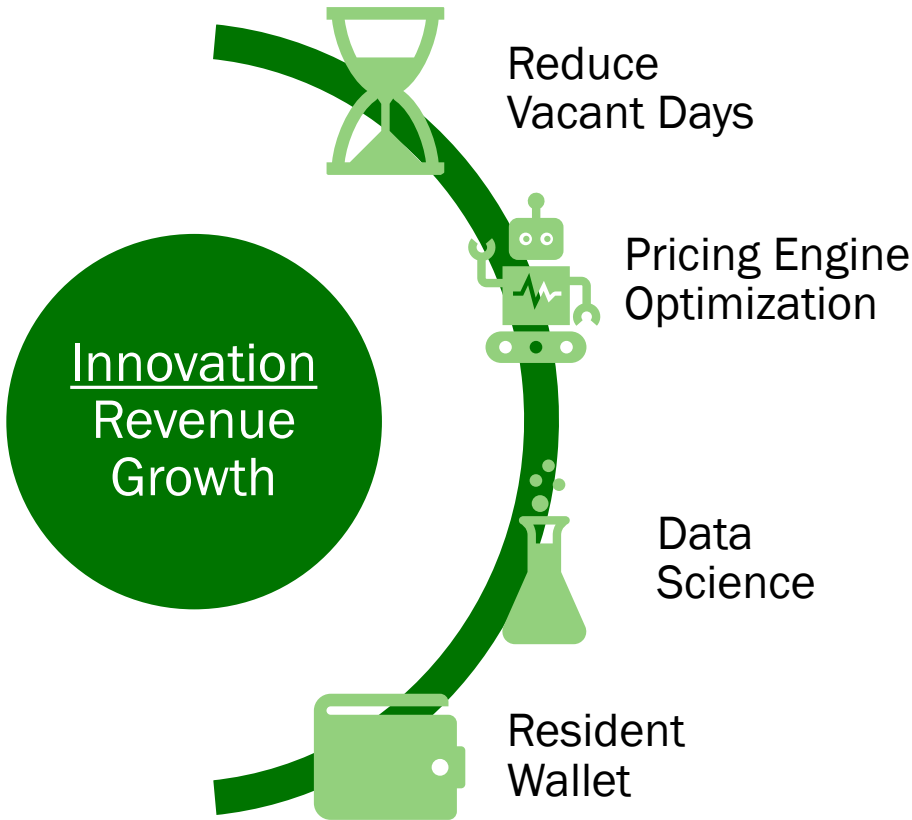 Reduce
Vacant Days
Pricing Engine
Optimization
Innovation
Revenue
Growth
Data
Science
Resident
Wallet